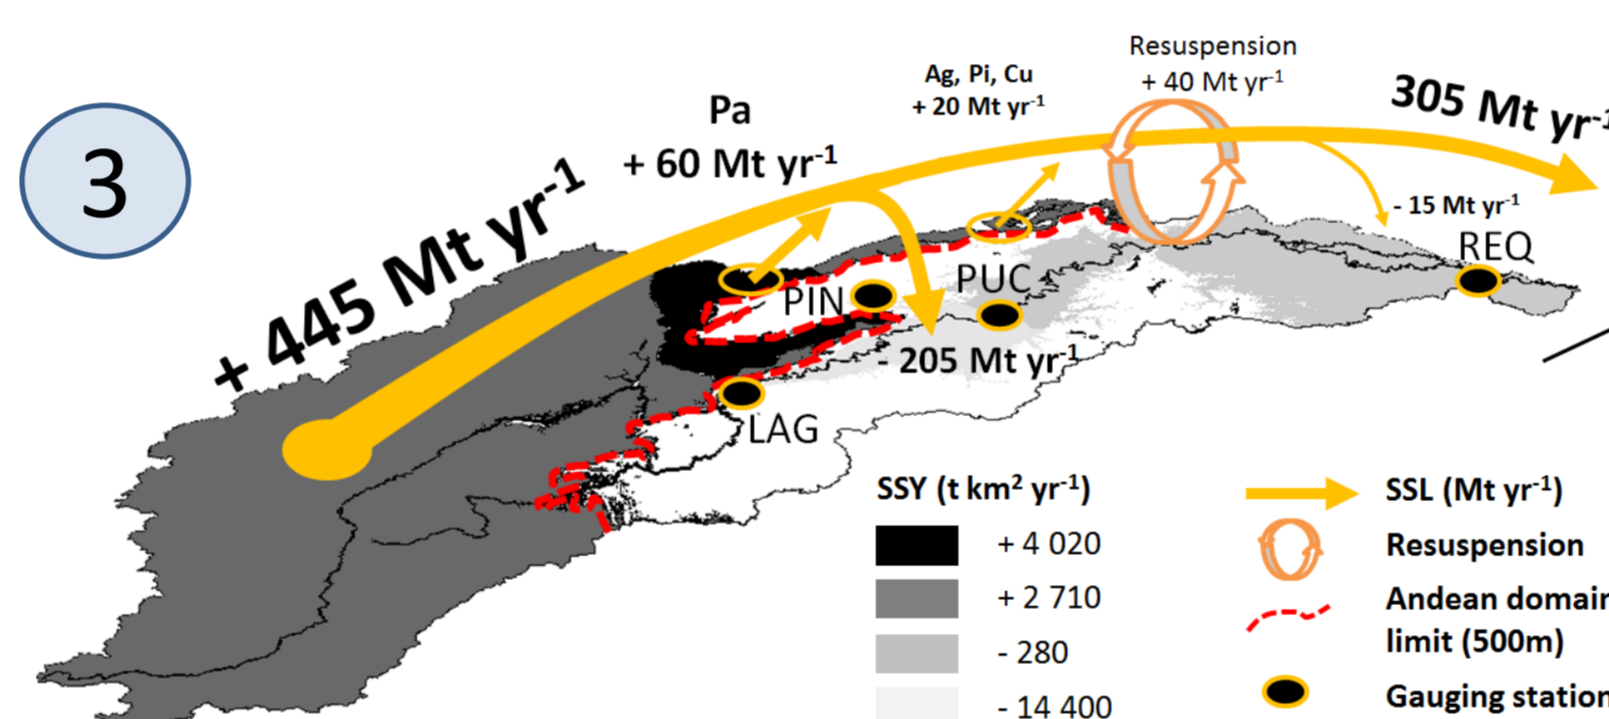 3
Resuspension
+ 40 Mt yr-1
Ag, Pi, Cu
+ 20 Mt yr-1
305 Mt yr-1
Pa
+ 60 Mt yr-1
+ 445 Mt yr-1
- 15 Mt yr-1
REQ
PUC
PIN
- 205 Mt yr-1
LAG
SSY (t km2 yr-1)
+ 4 020
+ 2 710
- 280
- 14 400
SSL (Mt yr-1)
Resuspension
Andean domain
limit (500m)
Gauging station